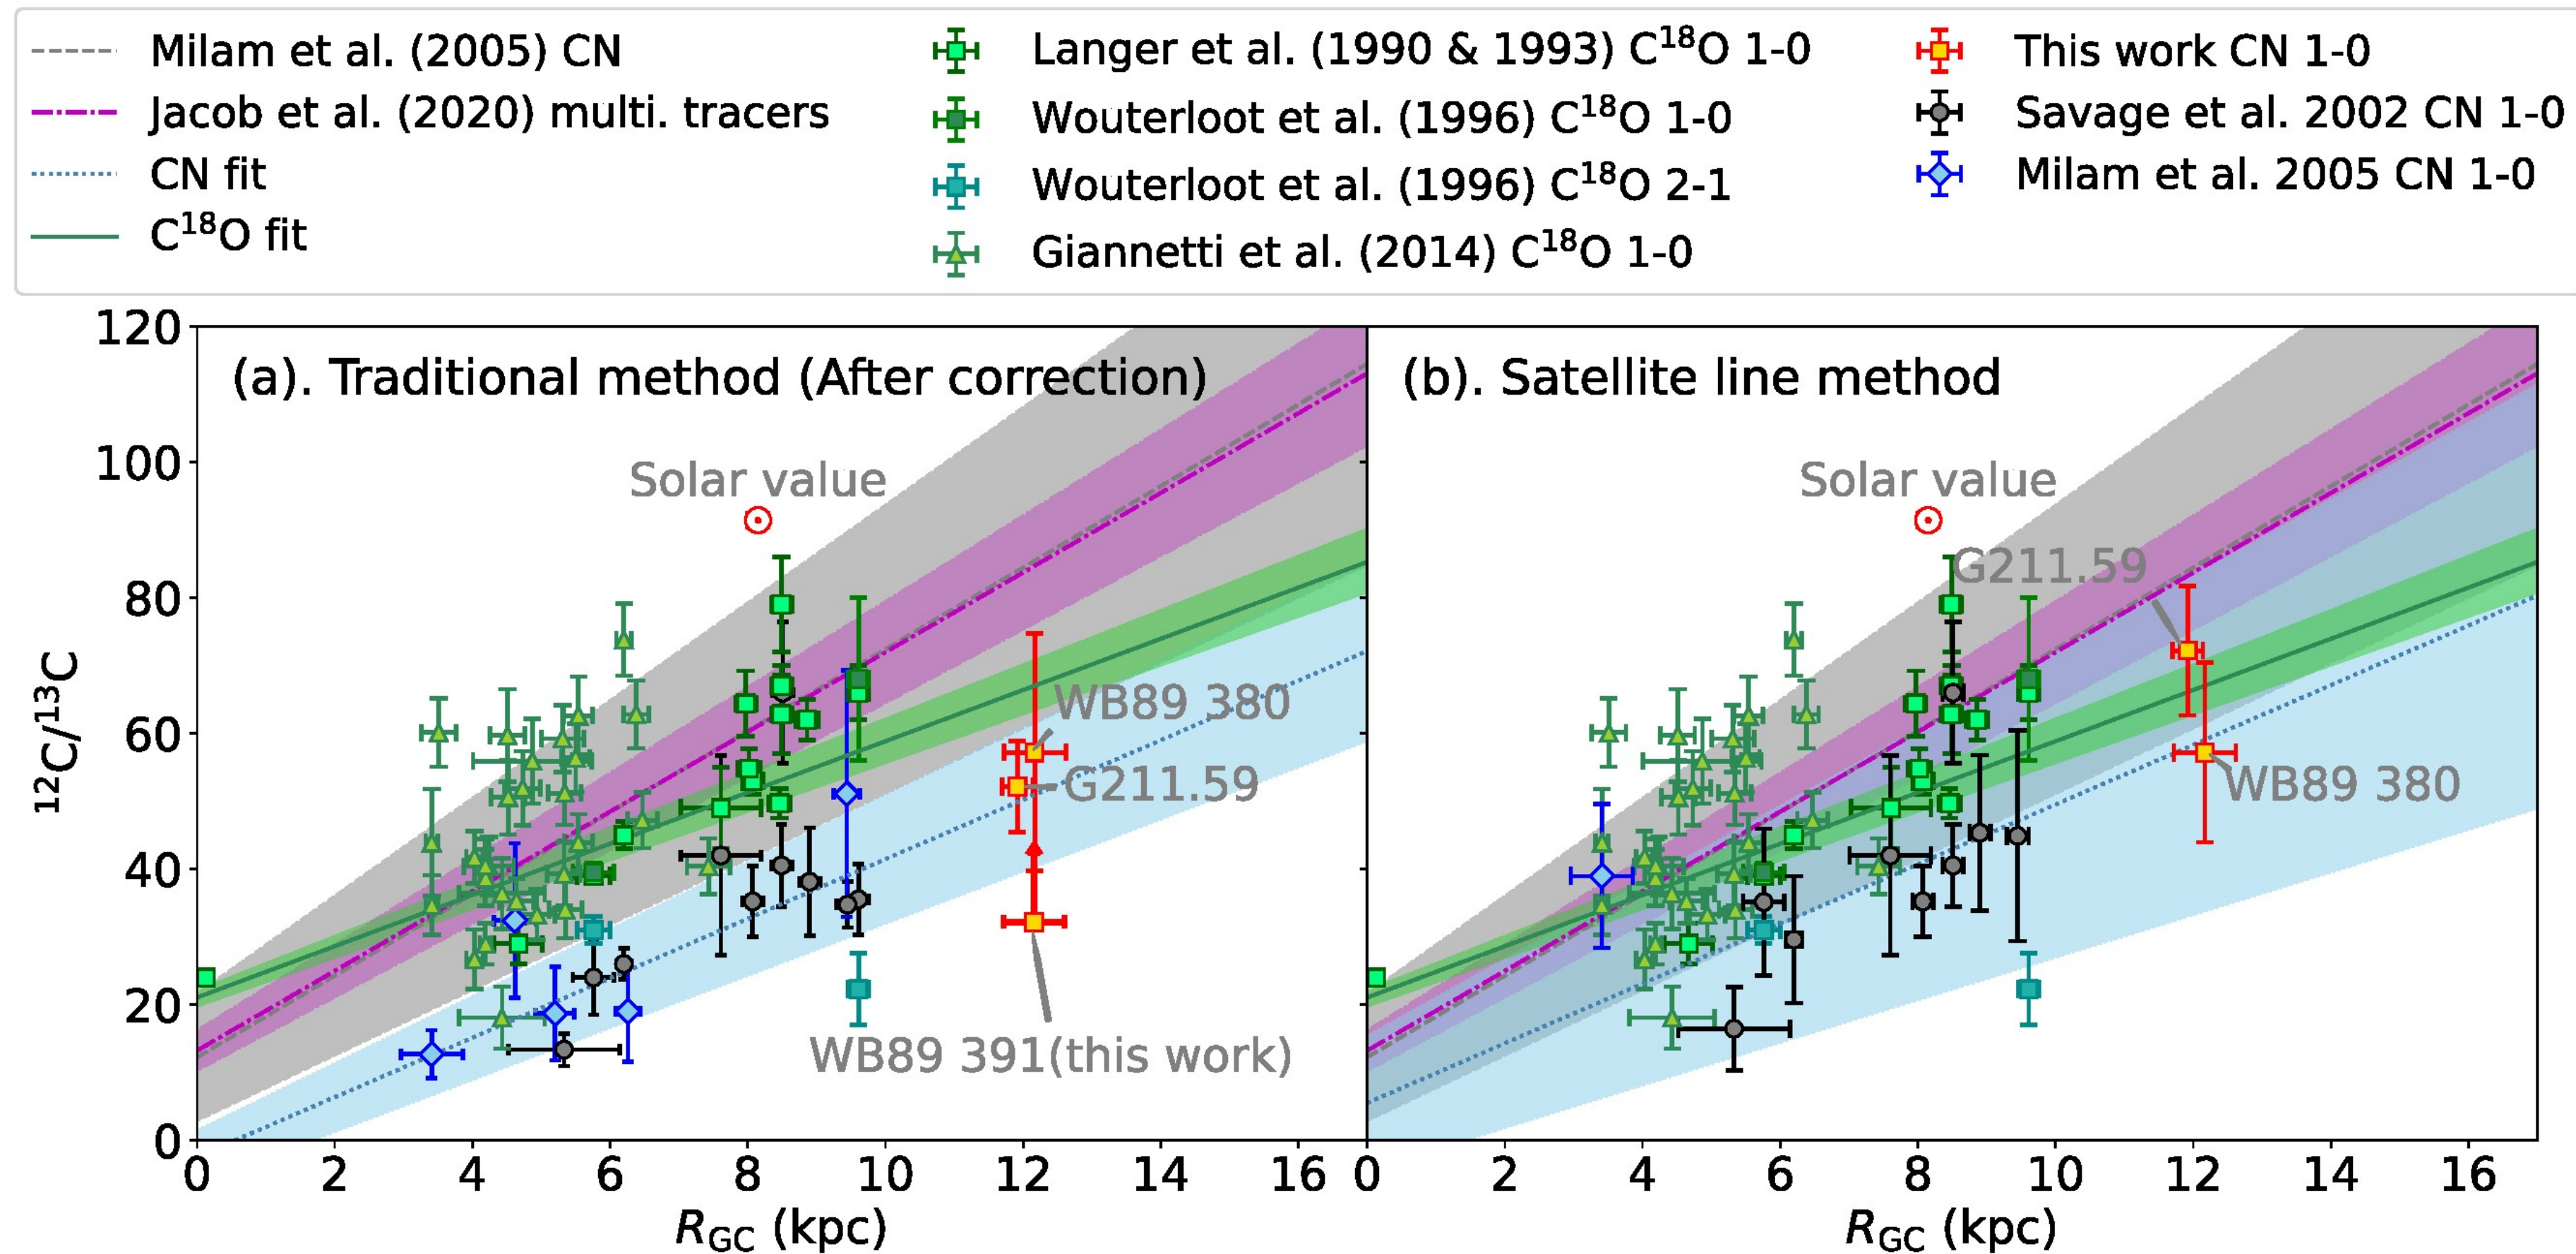 Milam et al. (2005) CN
Jacob et al. (2020) multi. tracers
CN fit
C¹⁸O fit
Langer et al. (1990 & 1993) C¹⁸O 1-0
Wouterloot et al. (1996) C¹⁸O 1-0
Wouterloot et al. (1996) C¹⁸O 2-1
Giannetti et al. (2014) C¹⁸O 1-0
This work CN 1-0
Savage et al. 2002 CN 1-0
Milam et al. 2005 CN 1-0
(a). Traditional method (After correction)
Solar value
WB89 380
G211.59
WB89 391(this work)
¹²C/¹³C
120
100
80
60
40
20
0
0 2 4 6 8 10 12 14 16
R_GC (kpc)
(b). Satellite line method
Solar value
G211.59
WB89 380
0 2 4 6 8 10 12 14 16
R_GC (kpc)